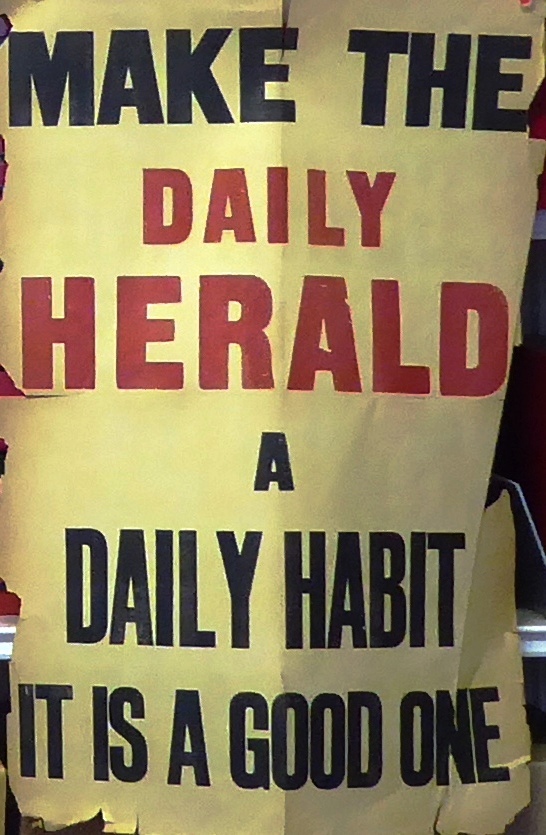 MAKE THE
DAILY
HERALD
A
DAILY HABIT
IT IS A GOOD ONE